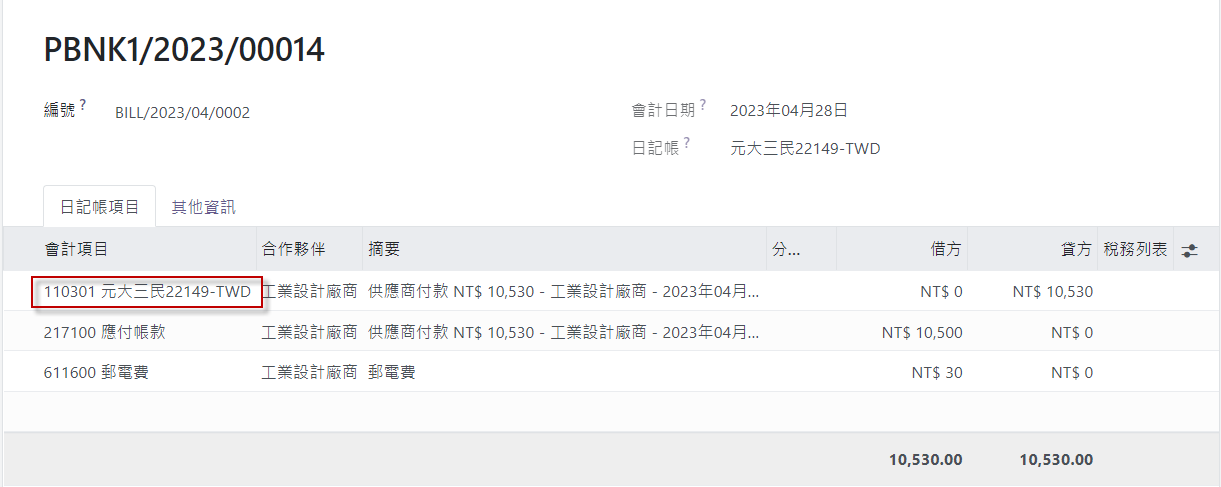 PBNK1/2023/00014
編號? BILL/2023/04/0002 會計日期? 2023年04月28日
日記帳? 元大三民22149-TWD
日記帳項目 其他資訊
會計項目 合作夥伴 摘要 分... 借方 貸方 稅務列表
110301 元大三民22149-TWD 工業設計廠商 供應商付款 NT$ 10,530 - 工業設計廠商 - 2023年04月... NT$ 0 NT$ 10,530
217100 應付帳款 工業設計廠商 供應商付款 NT$ 10,530 - 工業設計廠商 - 2023年04月... NT$ 10,500 NT$ 0
611600 郵電費 工業設計廠商 郵電費 NT$ 30 NT$ 0
10,530.00 10,530.00